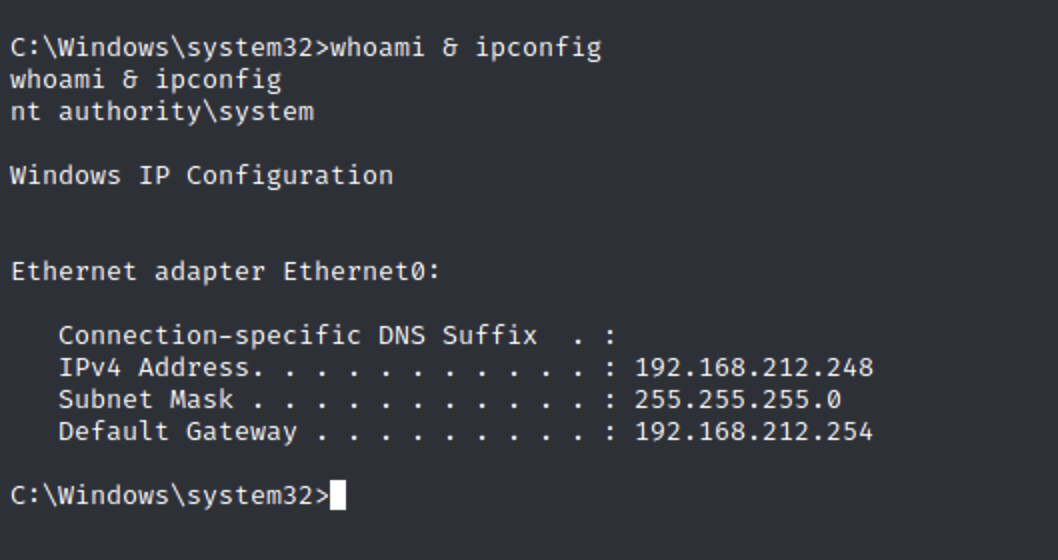 C:\Windows\system32>whoami & ipconfig
whoami & ipconfig
nt authority\system
Windows IP Configuration
Ethernet adapter Ethernet0:
   Connection-specific DNS Suffix  . :
   IPv4 Address. . . . . . . . . . . : 192.168.212.248
   Subnet Mask . . . . . . . . . . . : 255.255.255.0
   Default Gateway . . . . . . . . . : 192.168.212.254
C:\Windows\system32>